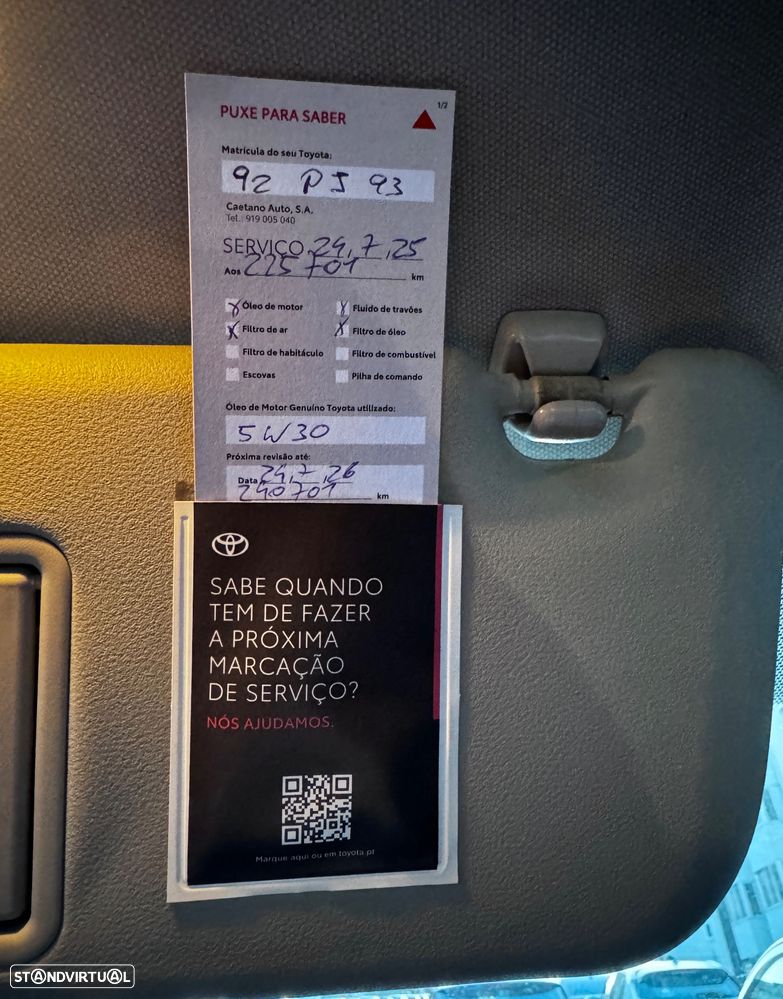 1/2
PUXE PARA SABER
Matrícula do seu Toyota:
92 PJ 93
Caetano Auto, S.A.
Tel.: 919 005 040
SERVIÇO 29,7,25
Aos 225 701 km
X Óleo de motor X Fluido de travões
X Filtro de ar X Filtro de óleo
Filtro de habitáculo Filtro de combustível
Escovas Pilha de comando
Óleo de Motor Genuíno Toyota utilizado:
5W30
Próxima revisão até:
Data 29,7,26
240701 km
SABE QUANDO
TEM DE FAZER
A PRÓXIMA
MARCAÇÃO
DE SERVIÇO?
NÓS AJUDAMOS.
Marque aqui ou em toyota.pt
STANDVIRTUAL